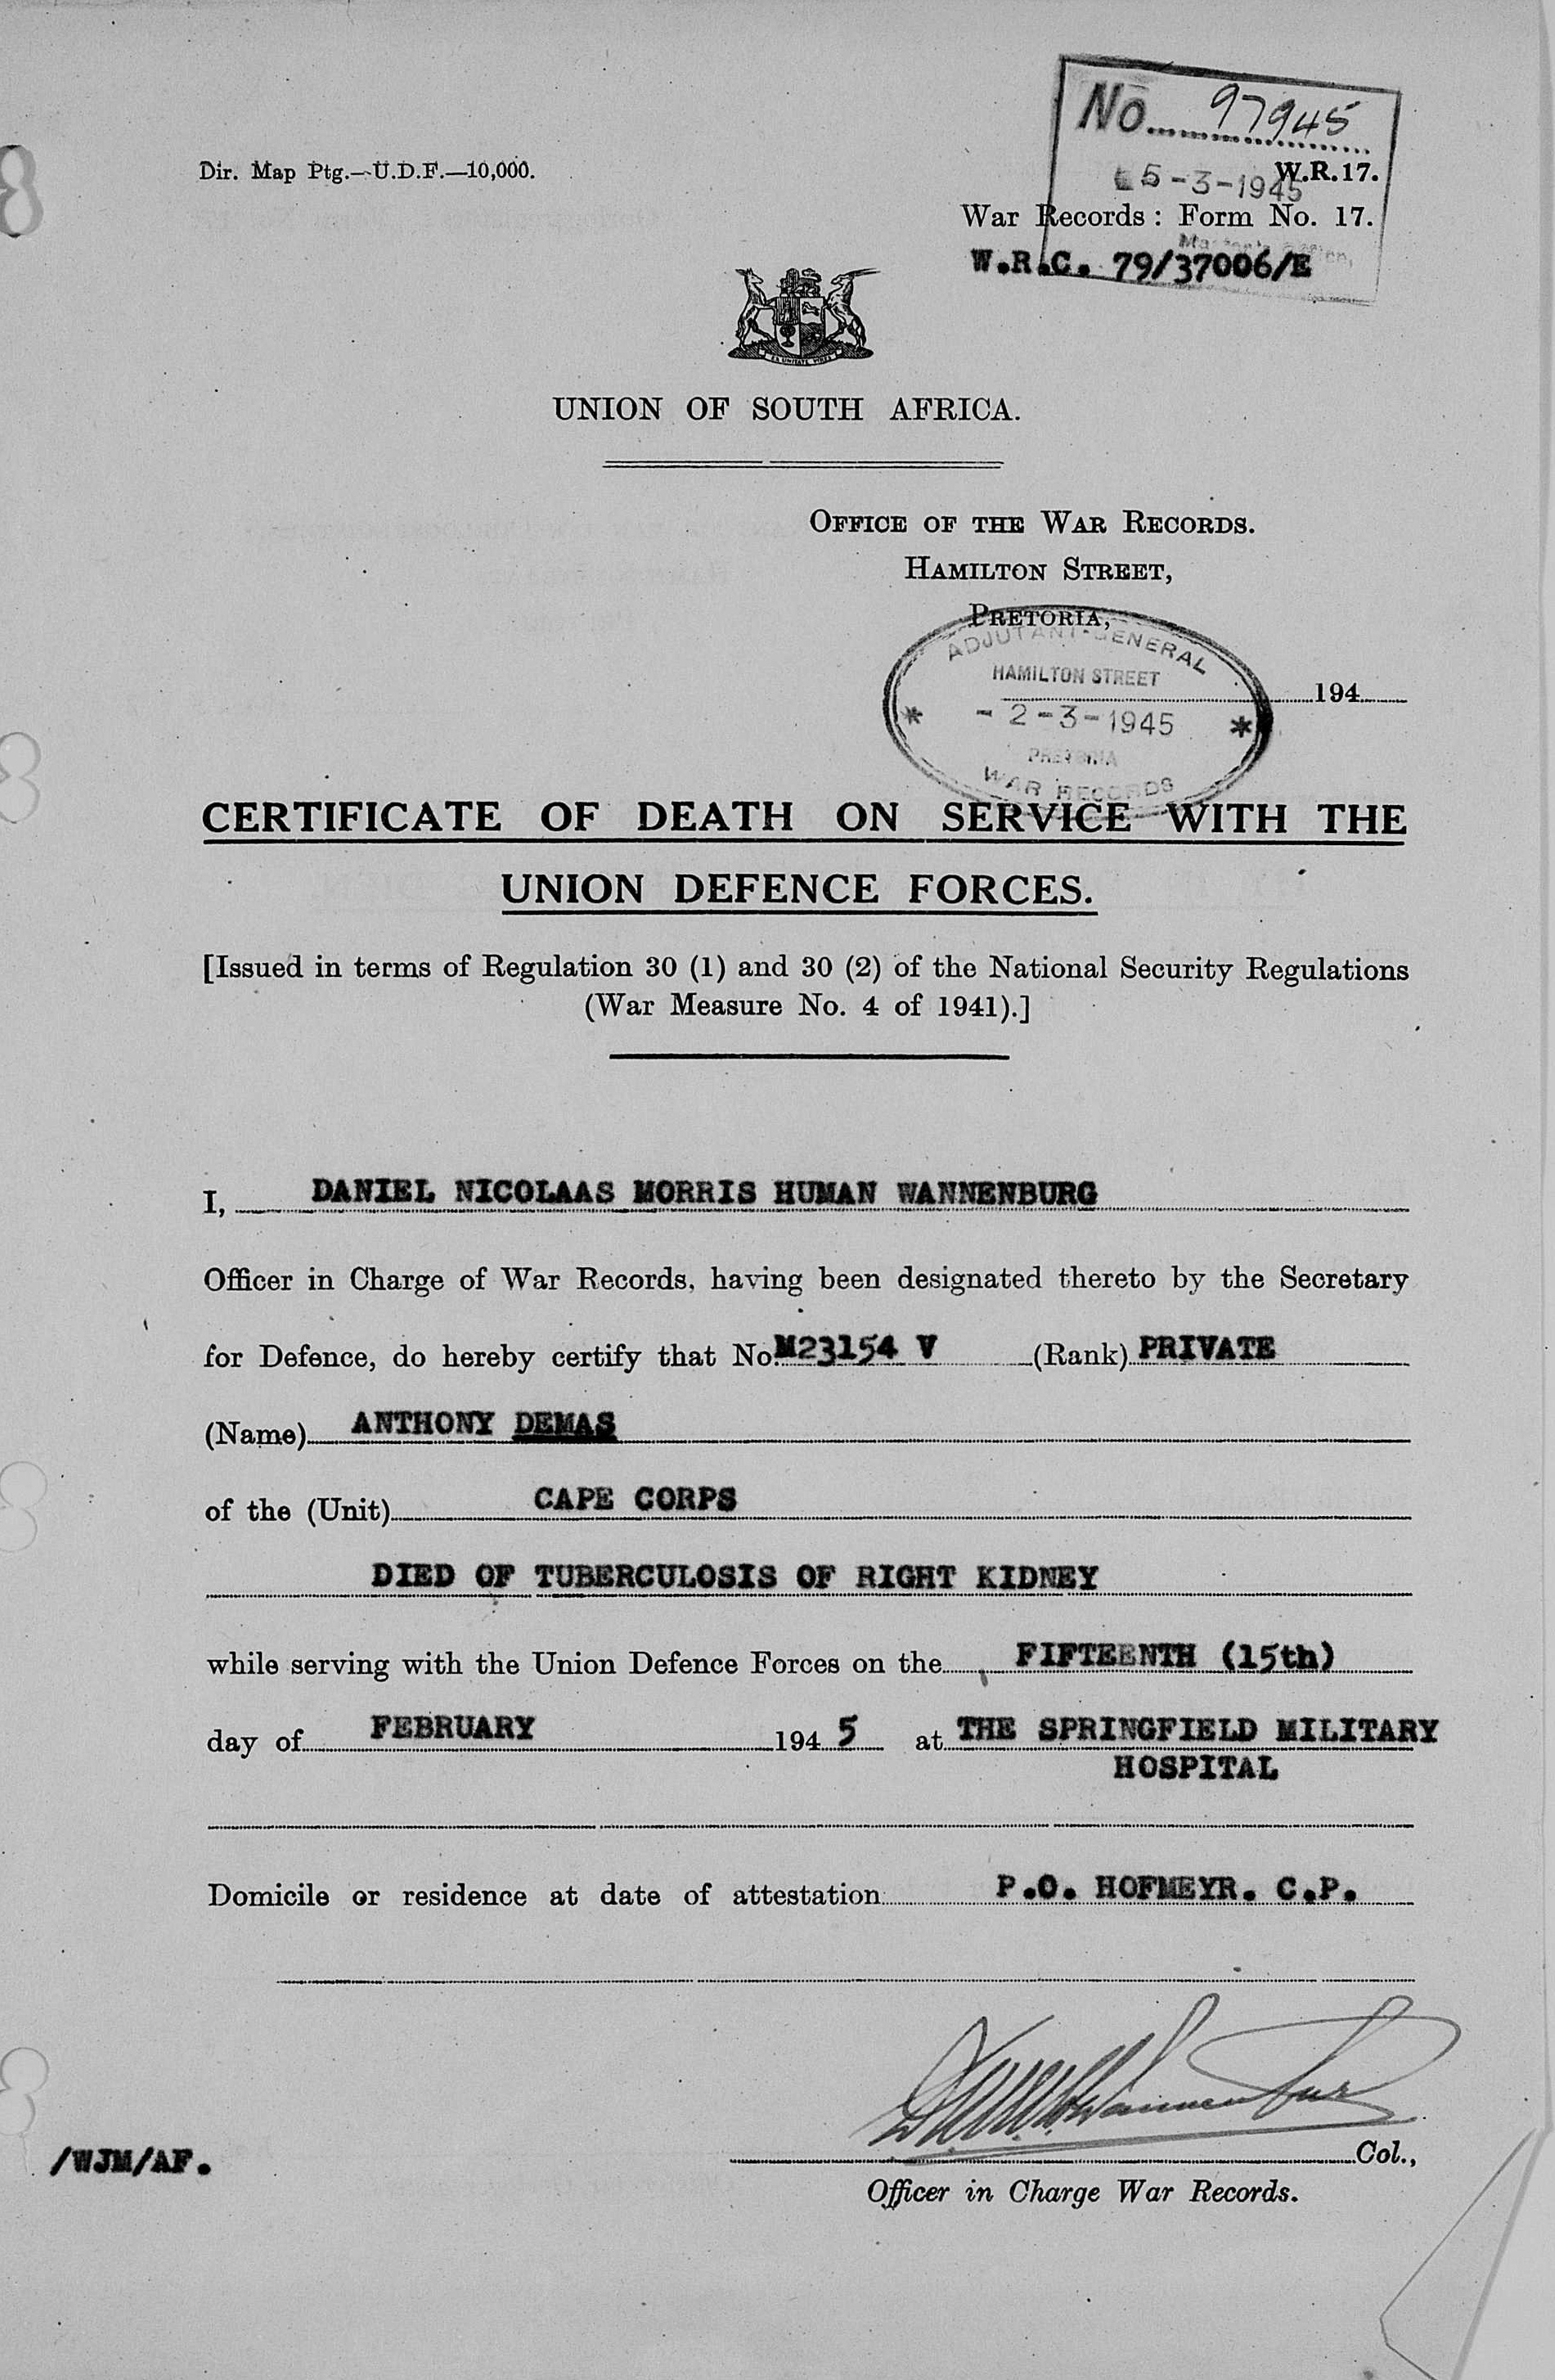 No. 97945
Dir. Map Ptg.—U.D.F.—10,000.
5-3-1945
W.R.17.
War Records: Form No. 17.
W.R.C. 79/37006/E
UNION OF SOUTH AFRICA.
OFFICE OF THE WAR RECORDS.
HAMILTON STREET,
PRETORIA,
ADJUTANT-GENERAL
HAMILTON STREET
194
- 2-3-1945
PRETORIA
WAR RECORDS
CERTIFICATE OF DEATH ON SERVICE WITH THE
UNION DEFENCE FORCES.
[Issued in terms of Regulation 30 (1) and 30 (2) of the National Security Regulations
(War Measure No. 4 of 1941).]
I, DANIEL NICOLAAS MORRIS HUMAN WANNENBURG
Officer in Charge of War Records, having been designated thereto by the Secretary
for Defence, do hereby certify that No. M23154 V (Rank) PRIVATE
(Name) ANTHONY DEMAS
of the (Unit) CAPE CORPS
DIED OF TUBERCULOSIS OF RIGHT KIDNEY
while serving with the Union Defence Forces on the FIFTEENTH (15th)
day of FEBRUARY 194 5 at THE SPRINGFIELD MILITARY
HOSPITAL
Domicile or residence at date of attestation P.O. HOFMEYR. C.P.
/WJM/AF.
Col.,
Officer in Charge War Records.